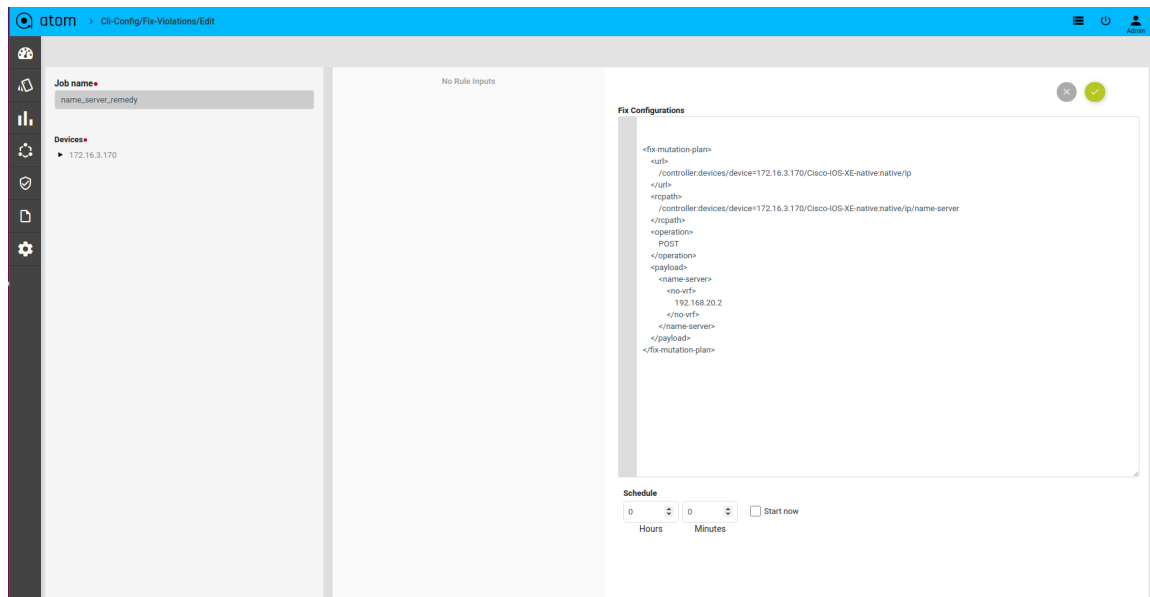 atom > Cli-Config/Fix-Violations/Edit
Admin
Job name
name_server_remedy
Devices
172.16.3.170
No Rule Inputs
Fix Configurations
<fix-mutation-plan>
<url>
/controller:devices/device=172.16.3.170/Cisco-IOS-XE-native:native/ip
</url>
<rcpath>
/controller:devices/device=172.16.3.170/Cisco-IOS-XE-native:native/ip/name-server
</rcpath>
<operation>
POST
</operation>
<payload>
<name-server>
<no-vrf>
192.168.20.2
</no-vrf>
</name-server>
</payload>
</fix-mutation-plan>
Schedule
0 0 Start now
Hours Minutes